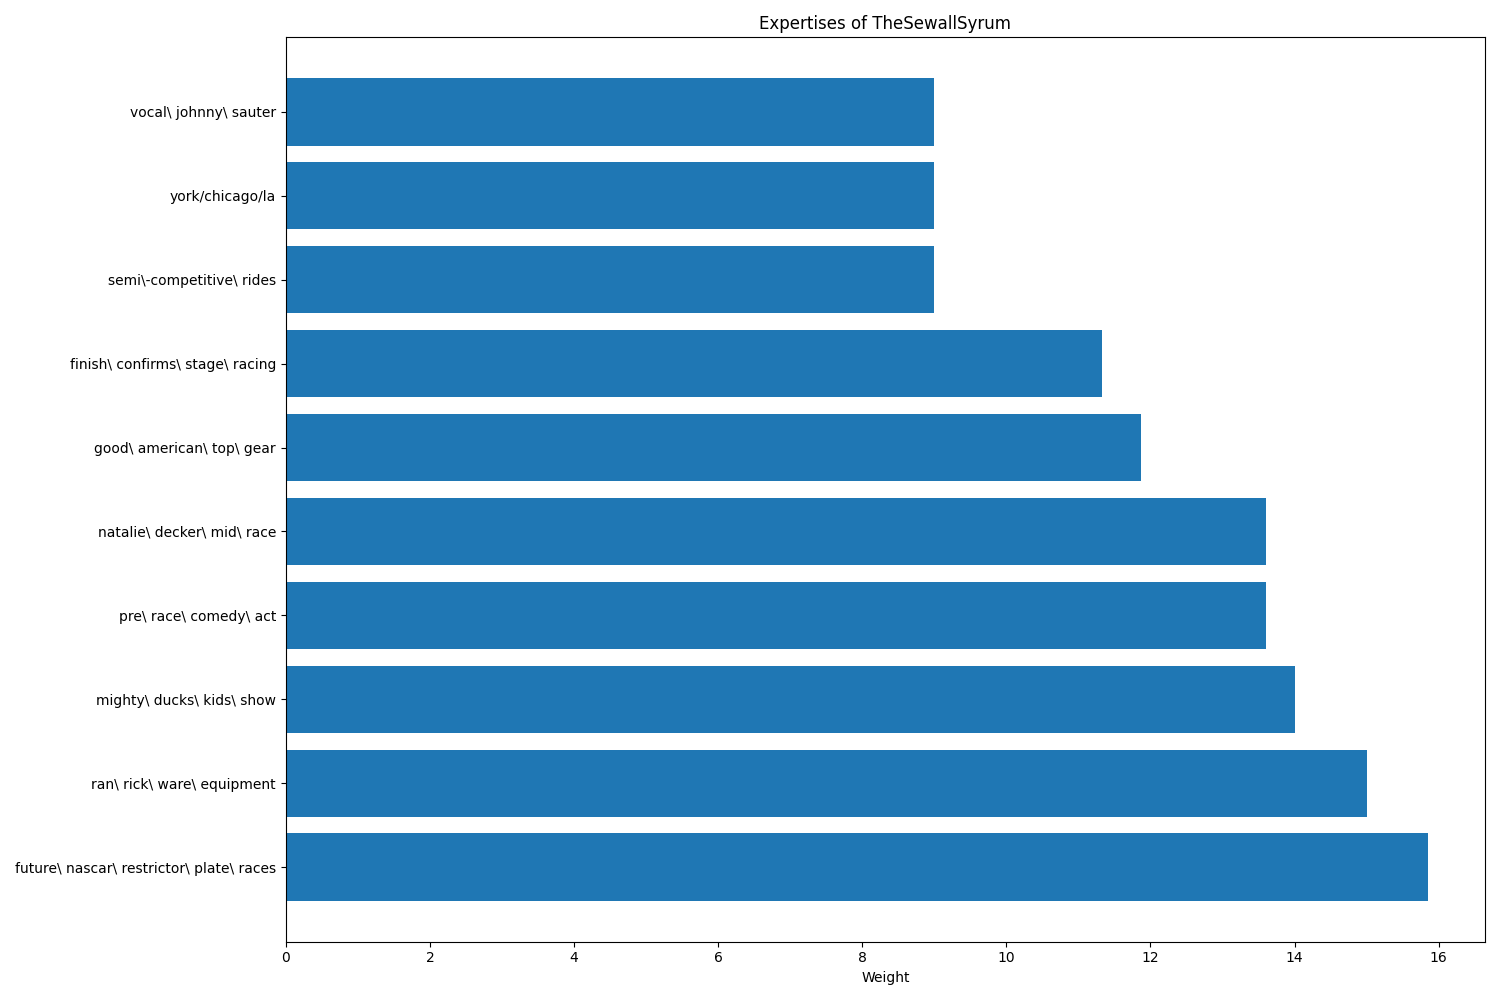 Expertises of TheSewallSyrum
vocal\ johnny\ sauter
york/chicago/la
semi\-competitive\ rides
finish\ confirms\ stage\ racing
good\ american\ top\ gear
natalie\ decker\ mid\ race
pre\ race\ comedy\ act
mighty\ ducks\ kids\ show
ran\ rick\ ware\ equipment
future\ nascar\ restrictor\ plate\ races
0 2 4 6 8 10 12 14 16
Weight